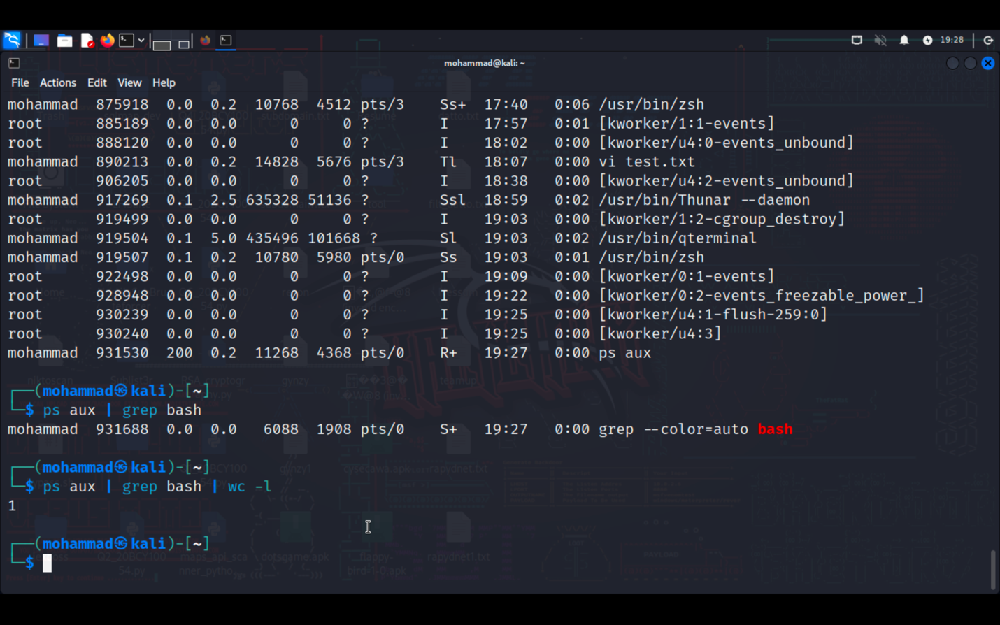 19:28
mohammad@kali: ~
File Actions Edit View Help
mohammad 875918 0.0 0.2 10768 4512 pts/3 Ss+ 17:40 0:06 /usr/bin/zsh
root 885189 0.0 0.0 0 0 ? I 17:57 0:01 [kworker/1:1-events]
root 888120 0.0 0.0 0 0 ? I 18:02 0:00 [kworker/u4:0-events_unbound]
mohammad 890213 0.0 0.2 14828 5676 pts/3 Tl 18:07 0:00 vi test.txt
root 906205 0.0 0.0 0 0 ? I 18:38 0:00 [kworker/u4:2-events_unbound]
mohammad 917269 0.1 2.5 635328 51136 ? Ssl 18:59 0:02 /usr/bin/Thunar --daemon
root 919499 0.0 0.0 0 0 ? I 19:03 0:00 [kworker/1:2-cgroup_destroy]
mohammad 919504 0.1 5.0 435496 101668 ? Sl 19:03 0:02 /usr/bin/qterminal
mohammad 919507 0.1 0.2 10780 5980 pts/0 Ss 19:03 0:01 /usr/bin/zsh
root 922498 0.0 0.0 0 0 ? I 19:09 0:00 [kworker/0:1-events]
root 928948 0.0 0.0 0 0 ? I 19:22 0:00 [kworker/0:2-events_freezable_power_]
root 930239 0.0 0.0 0 0 ? I 19:25 0:00 [kworker/u4:1-flush-259:0]
root 930240 0.0 0.0 0 0 ? I 19:25 0:00 [kworker/u4:3]
mohammad 931530 200 0.2 11268 4368 pts/0 R+ 19:27 0:00 ps aux
┌──(mohammad㉿kali)-[~]
└─$ ps aux | grep bash
mohammad 931688 0.0 0.0 6088 1908 pts/0 S+ 19:27 0:00 grep --color=auto bash
┌──(mohammad㉿kali)-[~]
└─$ ps aux | grep bash | wc -l
1
┌──(mohammad㉿kali)-[~]
└─$